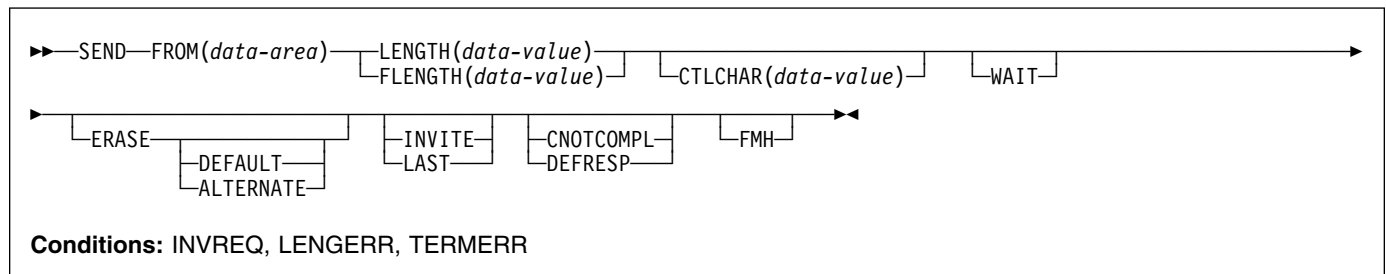 SEND FROM(data-area) LENGTH(data-value)
FLENGTH(data-value) CTLCHAR(data-value) WAIT
ERASE INVITE CNOTCOMPL FMH
DEFAULT LAST DEFRESP
ALTERNATE
Conditions: INVREQ, LENGERR, TERMERR